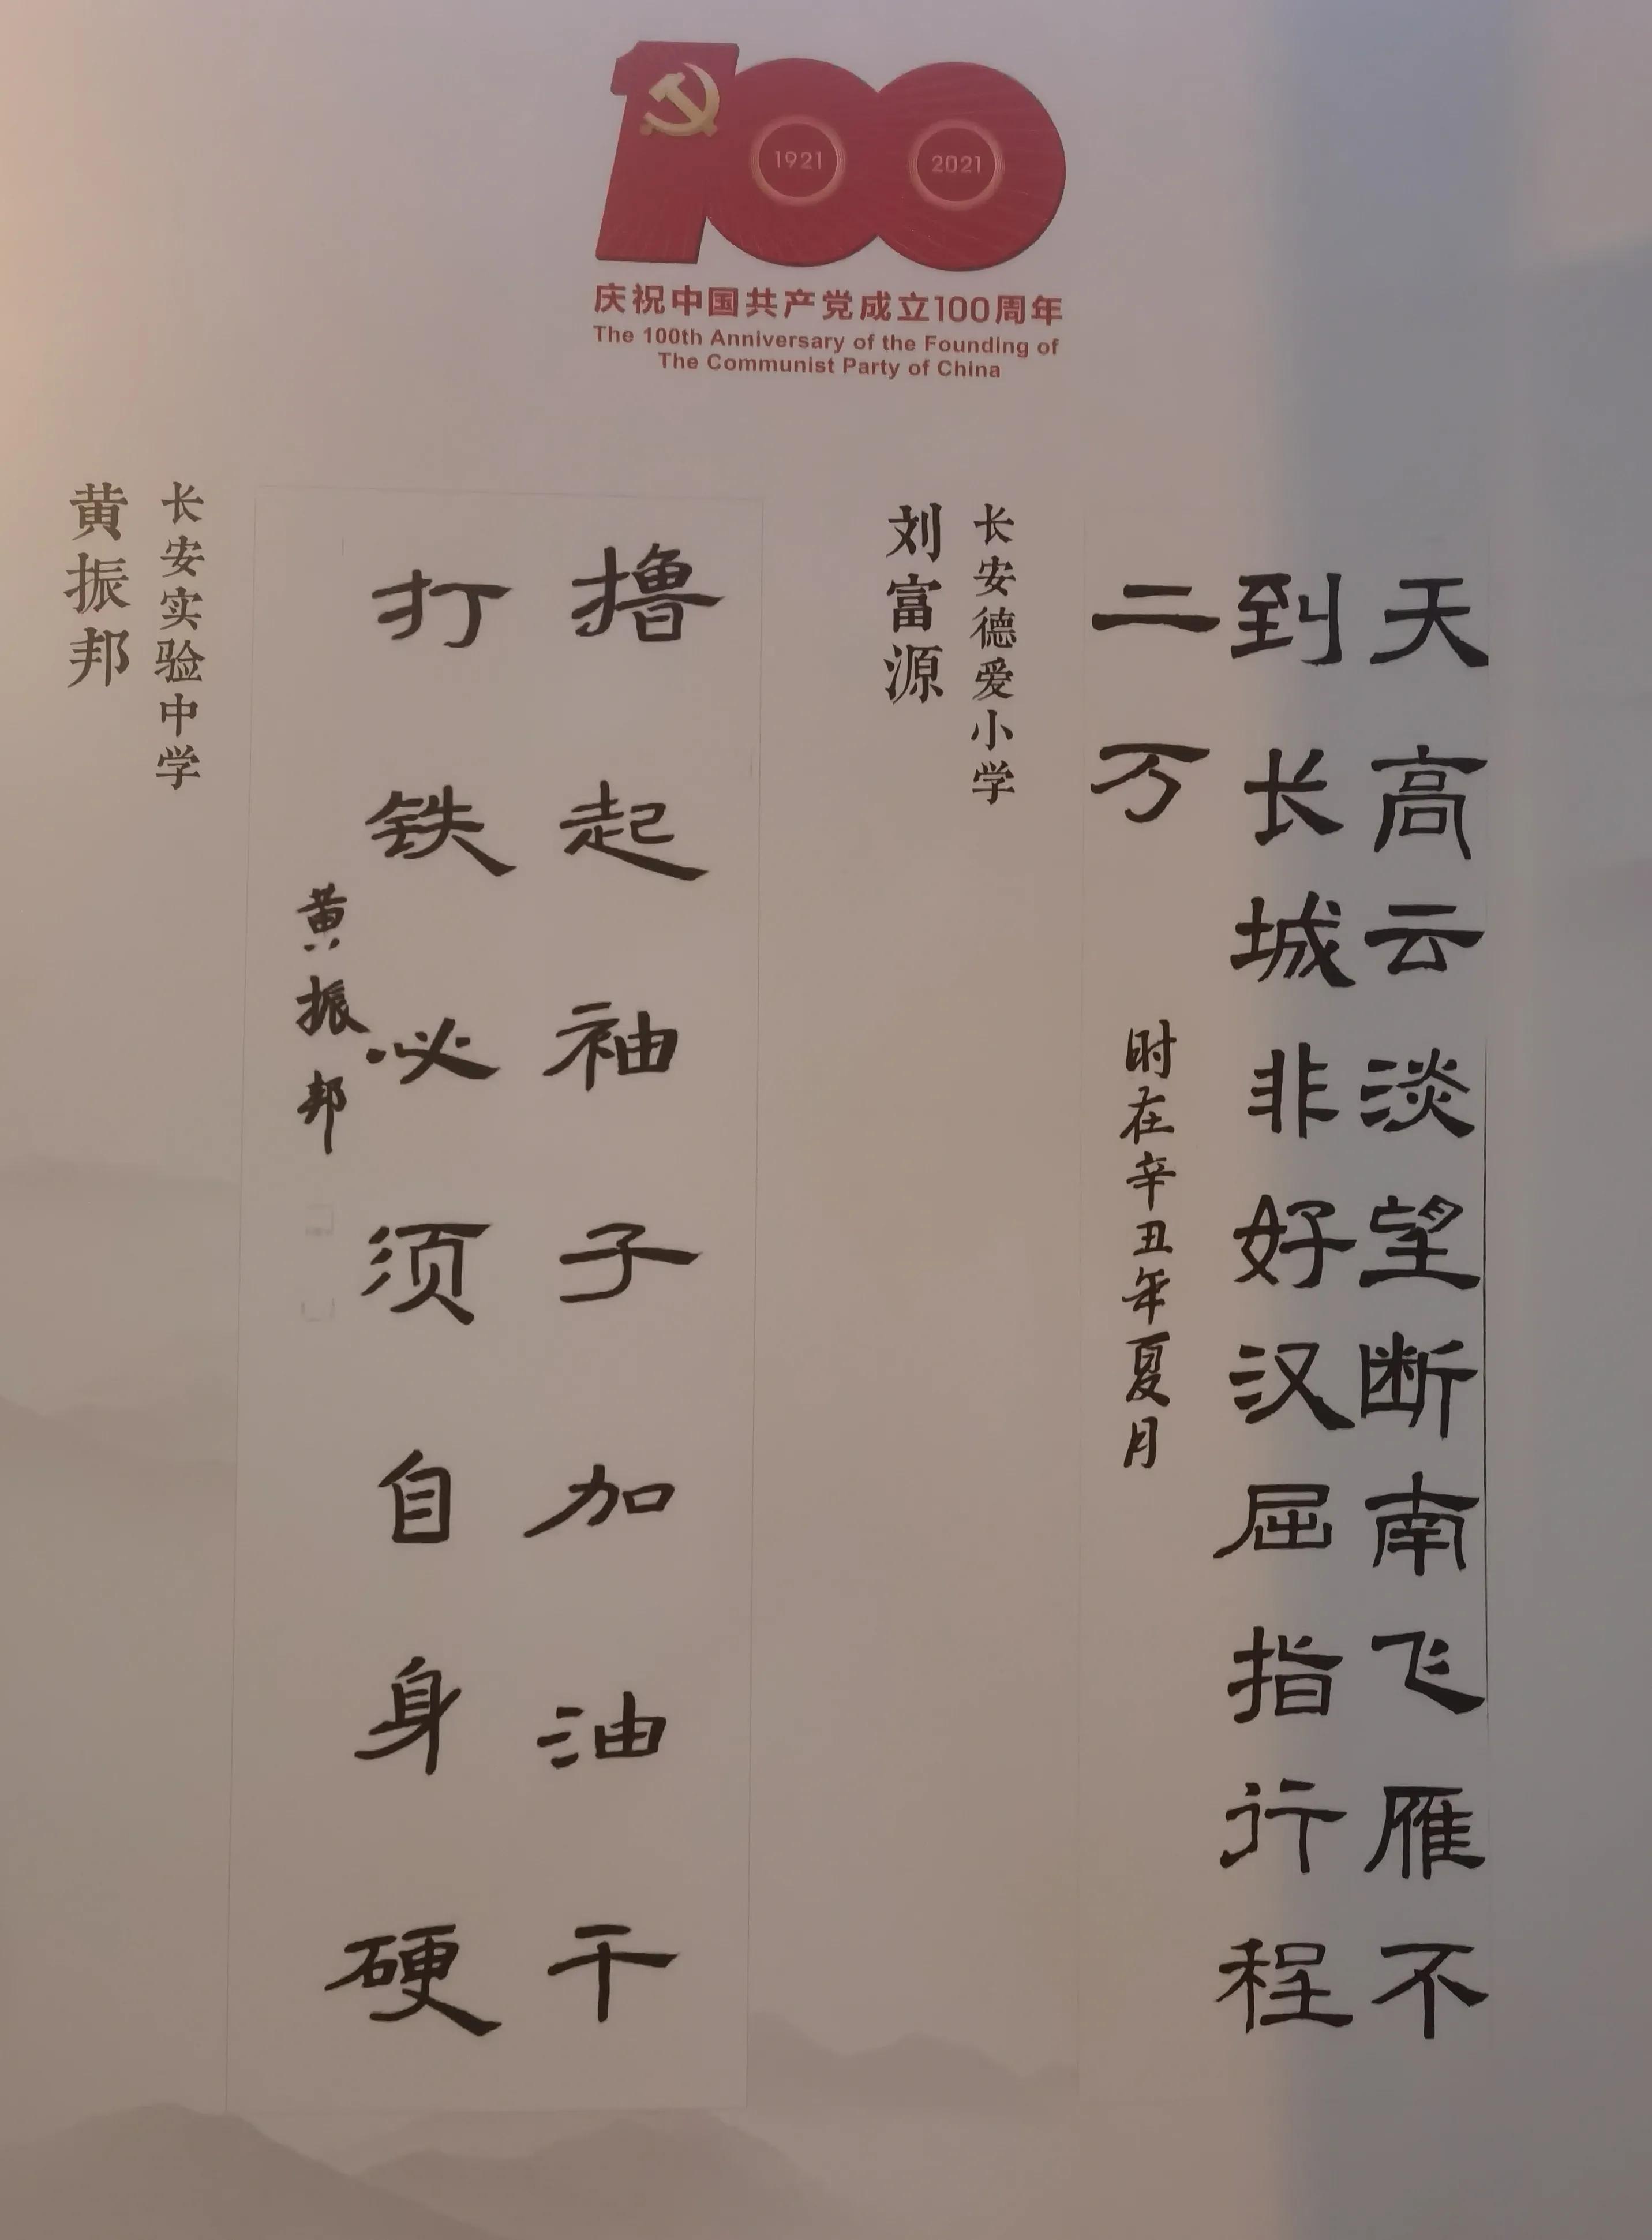 1921
2021
庆祝中国共产党成立100周年
The 100th Anniversary of the Founding of
The Communist Party of China
天高云淡望断南飞雁不
到长城非好汉屈指行程
二万
时在辛丑年夏月
长安德爱小学
刘富源
撸起袖子加油干
打铁必须自身硬
黄振邦
长安实验中学
黄振邦